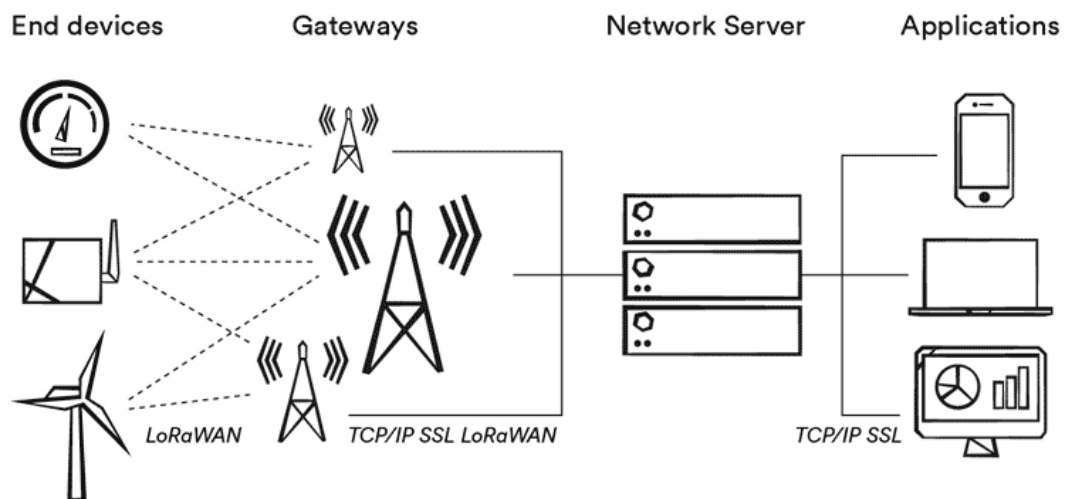 End devices
Gateways
Network Server
Applications
LoRaWAN
TCP/IP SSL LoRaWAN
TCP/IP SSL